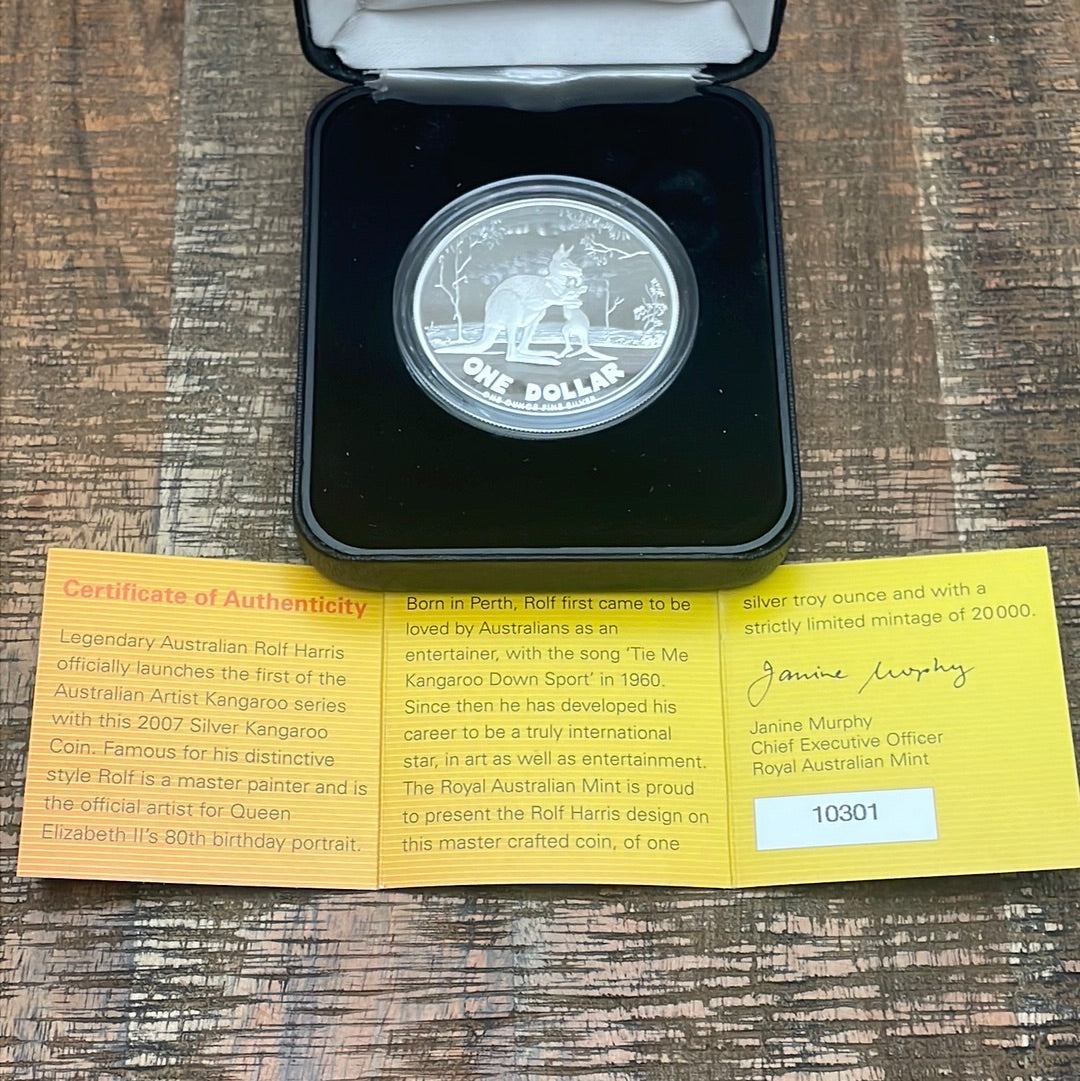 ONE DOLLAR
ONE OUNCE FINE SILVER
Certificate of Authenticity
Legendary Australian Rolf Harris
officially launches the first of the
Australian Artist Kangaroo series
with this 2007 Silver Kangaroo
Coin. Famous for his distinctive
style Rolf is a master painter and is
the official artist for Queen
Elizabeth II's 80th birthday portrait.
Born in Perth, Rolf first came to be
loved by Australians as an
entertainer, with the song 'Tie Me
Kangaroo Down Sport' in 1960.
Since then he has developed his
career to be a truly international
star, in art as well as entertainment.
The Royal Australian Mint is proud
to present the Rolf Harris design on
this master crafted coin, of one
silver troy ounce and with a
strictly limited mintage of 20 000.
Janine Murphy
Janine Murphy
Chief Executive Officer
Royal Australian Mint
10301